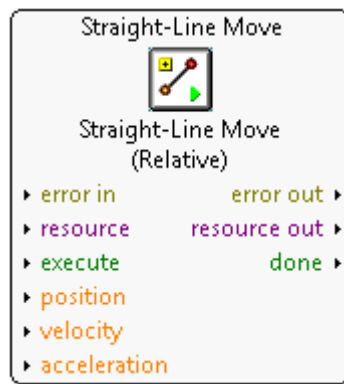 Straight-Line Move
Straight-Line Move
(Relative)
error in error out
resource resource out
execute done
position
velocity
acceleration